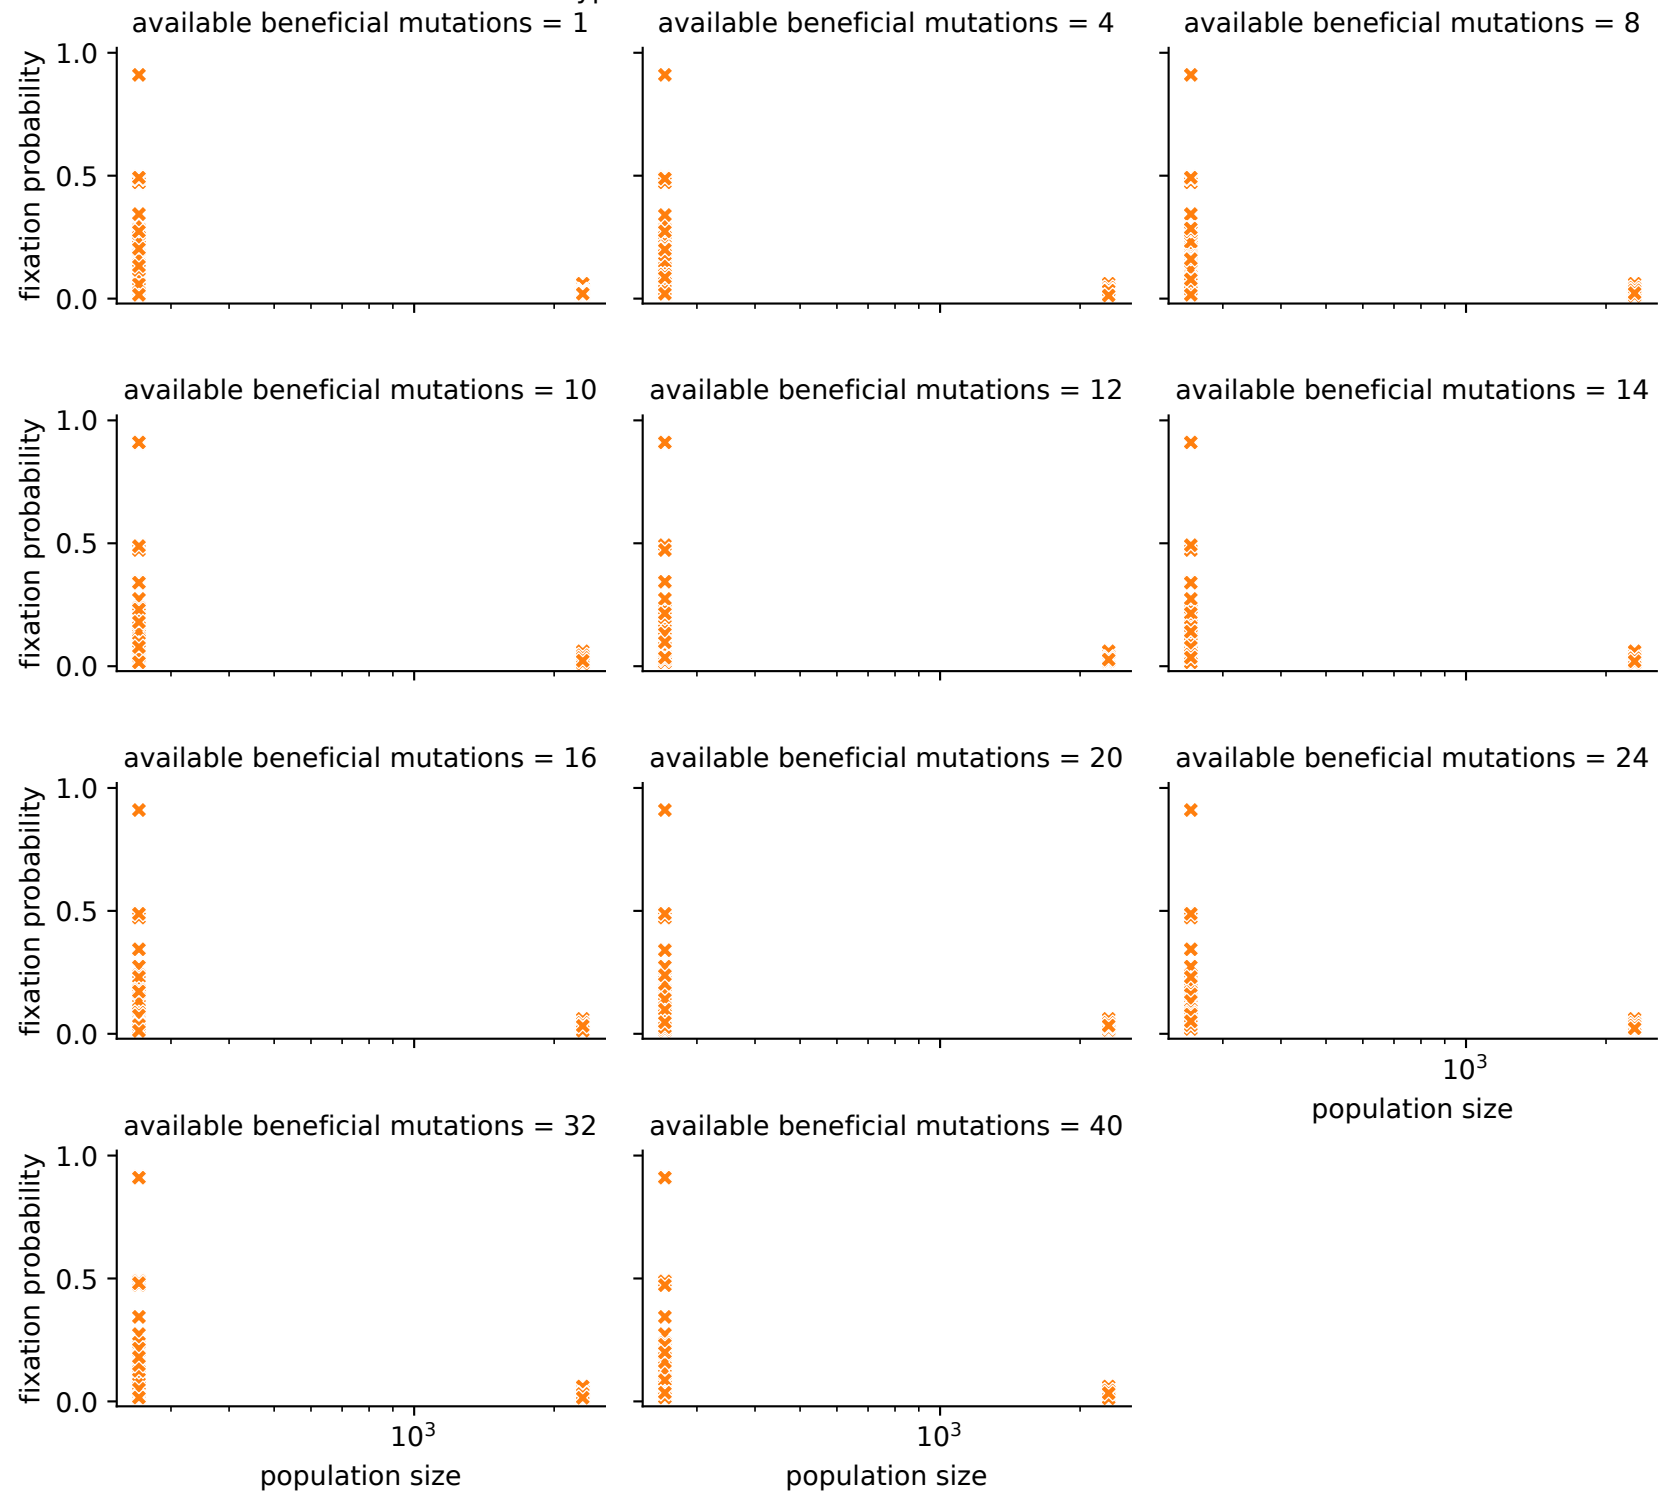 available beneficial mutations = 1
available beneficial mutations = 4
available beneficial mutations = 8
fixation probability
1.0
0.5
0.0
available beneficial mutations = 10
available beneficial mutations = 12
available beneficial mutations = 14
fixation probability
1.0
0.5
0.0
available beneficial mutations = 16
available beneficial mutations = 20
available beneficial mutations = 24
fixation probability
1.0
0.5
0.0
10³
population size
available beneficial mutations = 32
available beneficial mutations = 40
fixation probability
1.0
0.5
0.0
10³
10³
population size
population size